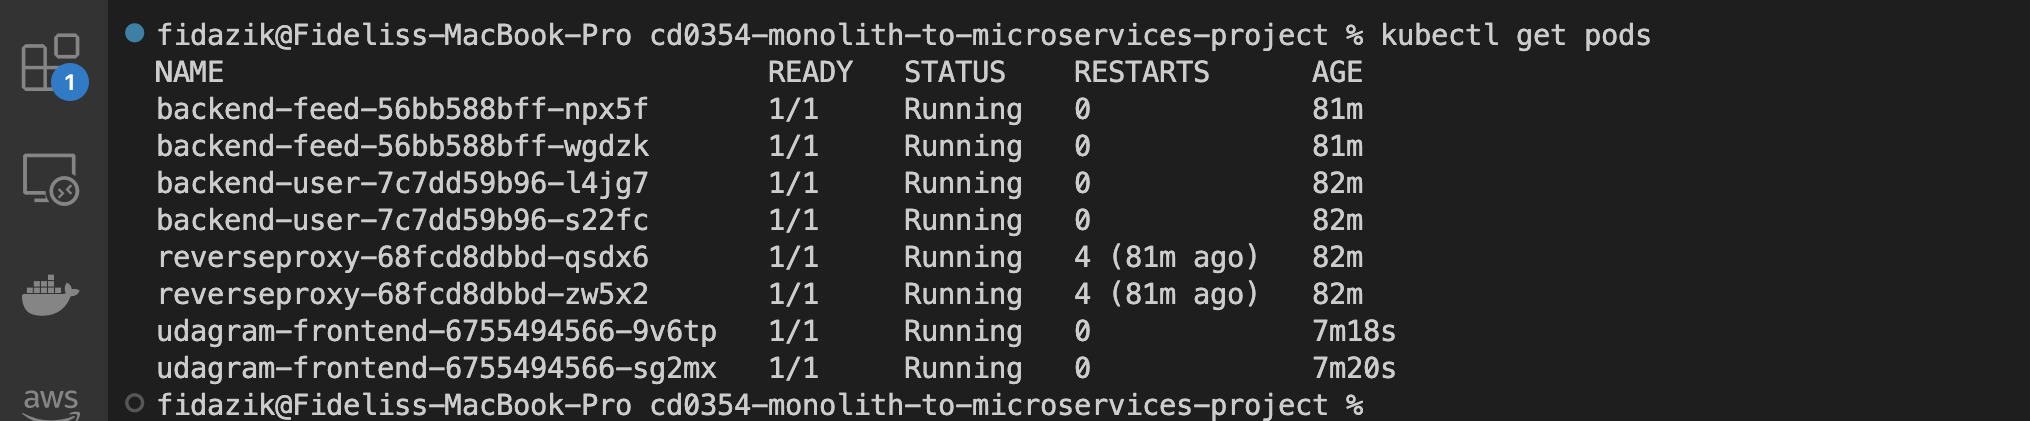 fidazik@Fideliss-MacBook-Pro cd0354-monolith-to-microservices-project % kubectl get pods
NAME READY STATUS RESTARTS AGE
backend-feed-56bb588bff-npx5f 1/1 Running 0 81m
backend-feed-56bb588bff-wgdzk 1/1 Running 0 81m
backend-user-7c7dd59b96-l4jg7 1/1 Running 0 82m
backend-user-7c7dd59b96-s22fc 1/1 Running 0 82m
reverseproxy-68fcd8dbbd-qsdx6 1/1 Running 4 (81m ago) 82m
reverseproxy-68fcd8dbbd-zw5x2 1/1 Running 4 (81m ago) 82m
udagram-frontend-6755494566-9v6tp 1/1 Running 0 7m18s
udagram-frontend-6755494566-sg2mx 1/1 Running 0 7m20s
fidazik@Fideliss-MacBook-Pro cd0354-monolith-to-microservices-project %
1
aws